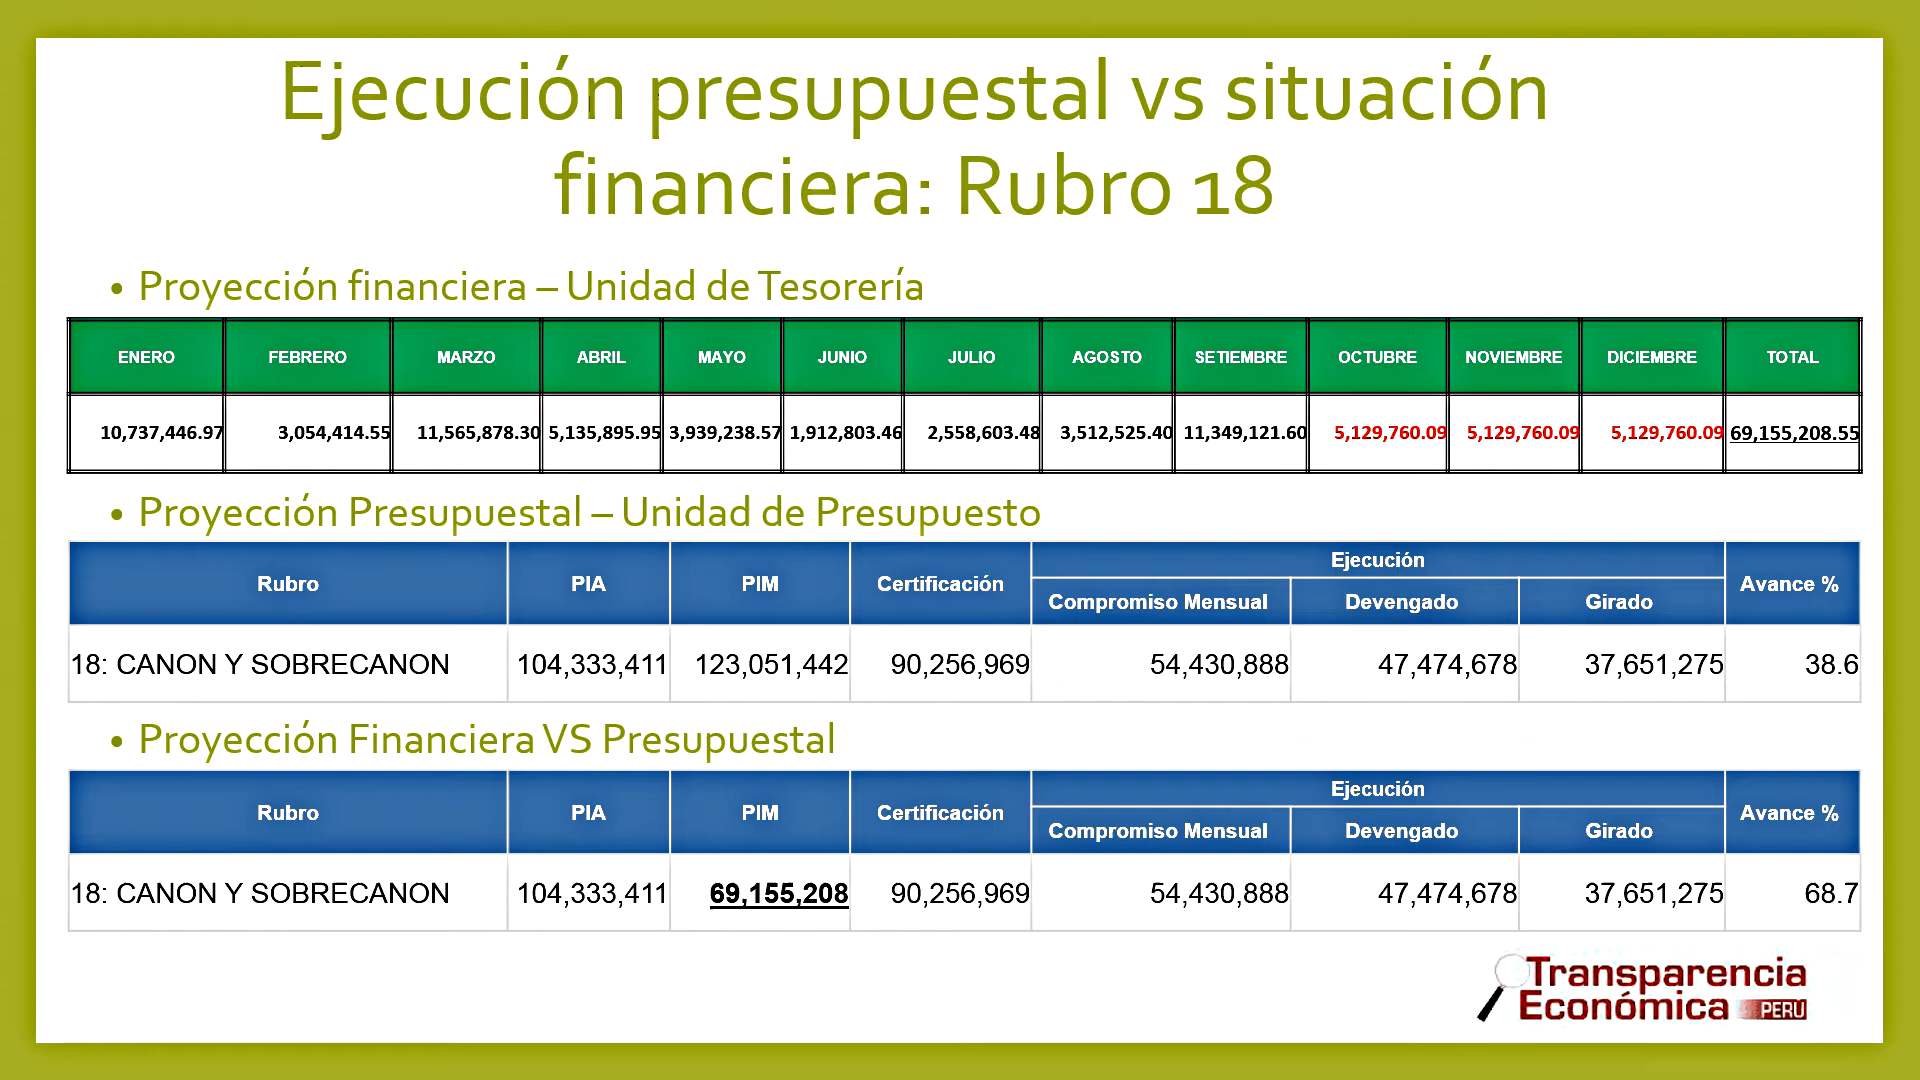 Ejecución presupuestal vs situación
financiera: Rubro 18
• Proyección financiera – Unidad de Tesorería
ENERO FEBRERO MARZO ABRIL MAYO JUNIO JULIO AGOSTO SETIEMBRE OCTUBRE NOVIEMBRE DICIEMBRE TOTAL
10,737,446.97 3,054,414.55 11,565,878.30 5,135,895.95 3,939,238.57 1,912,803.46 2,558,603.48 3,512,525.40 11,349,121.60 5,129,760.09 5,129,760.09 5,129,760.09 69,155,208.55
• Proyección Presupuestal – Unidad de Presupuesto
Rubro PIA PIM Certificación Ejecución Avance %
Compromiso Mensual Devengado Girado
18: CANON Y SOBRECANON 104,333,411 123,051,442 90,256,969 54,430,888 47,474,678 37,651,275 38.6
• Proyección Financiera VS Presupuestal
Rubro PIA PIM Certificación Ejecución Avance %
Compromiso Mensual Devengado Girado
18: CANON Y SOBRECANON 104,333,411 69,155,208 90,256,969 54,430,888 47,474,678 37,651,275 68.7
Transparencia
Económica PERU